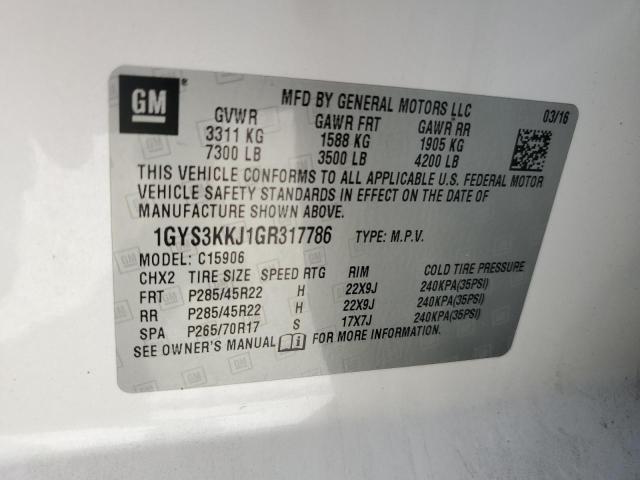 GM
MFD BY GENERAL MOTORS LLC
03/16
GVWR GAWR FRT GAWR RR
3311 KG 1588 KG 1905 KG
7300 LB 3500 LB 4200 LB
THIS VEHICLE CONFORMS TO ALL APPLICABLE U.S. FEDERAL MOTOR
VEHICLE SAFETY STANDARDS IN EFFECT ON THE DATE OF
MANUFACTURE SHOWN ABOVE.
1GYS3KKJ1GR317786 TYPE: M.P.V.
MODEL: C15906
CHX2 TIRE SIZE SPEED RTG RIM COLD TIRE PRESSURE
FRT P285/45R22 H 22X9J 240KPA(35PSI)
RR P285/45R22 H 22X9J 240KPA(35PSI)
SPA P265/70R17 S 17X7J 240KPA(35PSI)
SEE OWNER'S MANUAL FOR MORE INFORMATION.